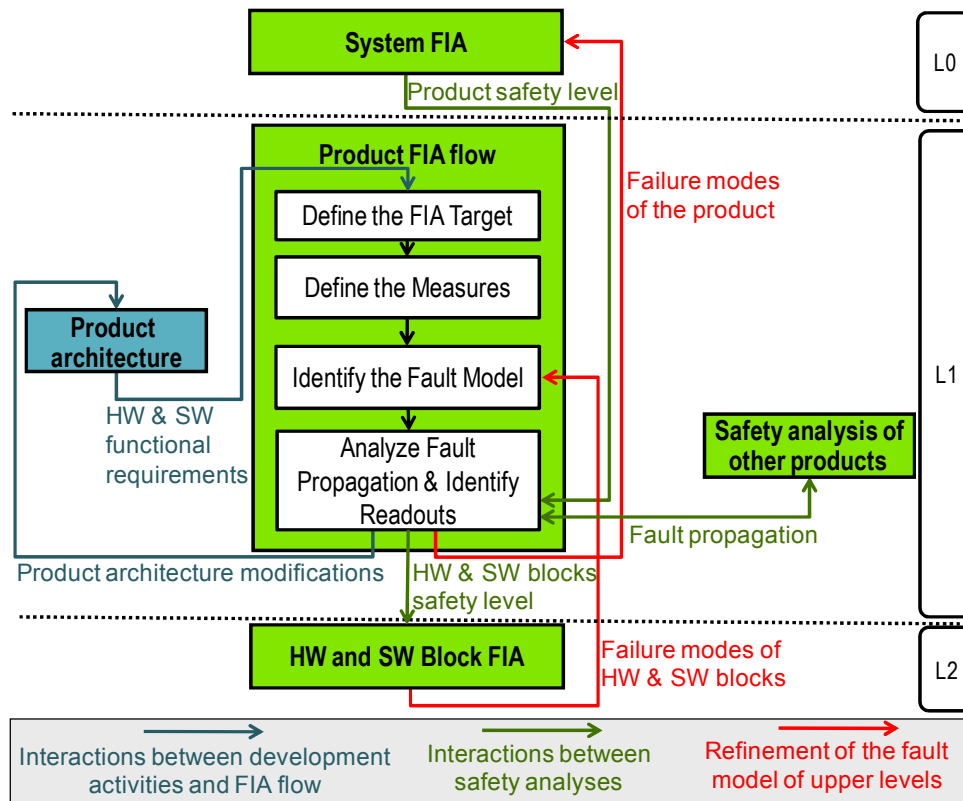 System FIA
L0
Product safety level
Product FIA flow
Failure modes
of the product
Define the FIA Target
Define the Measures
Product
architecture
Identify the Fault Model
L1
HW & SW
functional
requirements
Safety analysis of
other products
Analyze Fault
Propagation & Identify
Readouts
Fault propagation
Product architecture modifications
HW & SW blocks
safety level
HW and SW Block FIA
Failure modes of
HW & SW blocks
L2
Interactions between development
activities and FIA flow
Interactions between
safety analyses
Refinement of the fault
model of upper levels